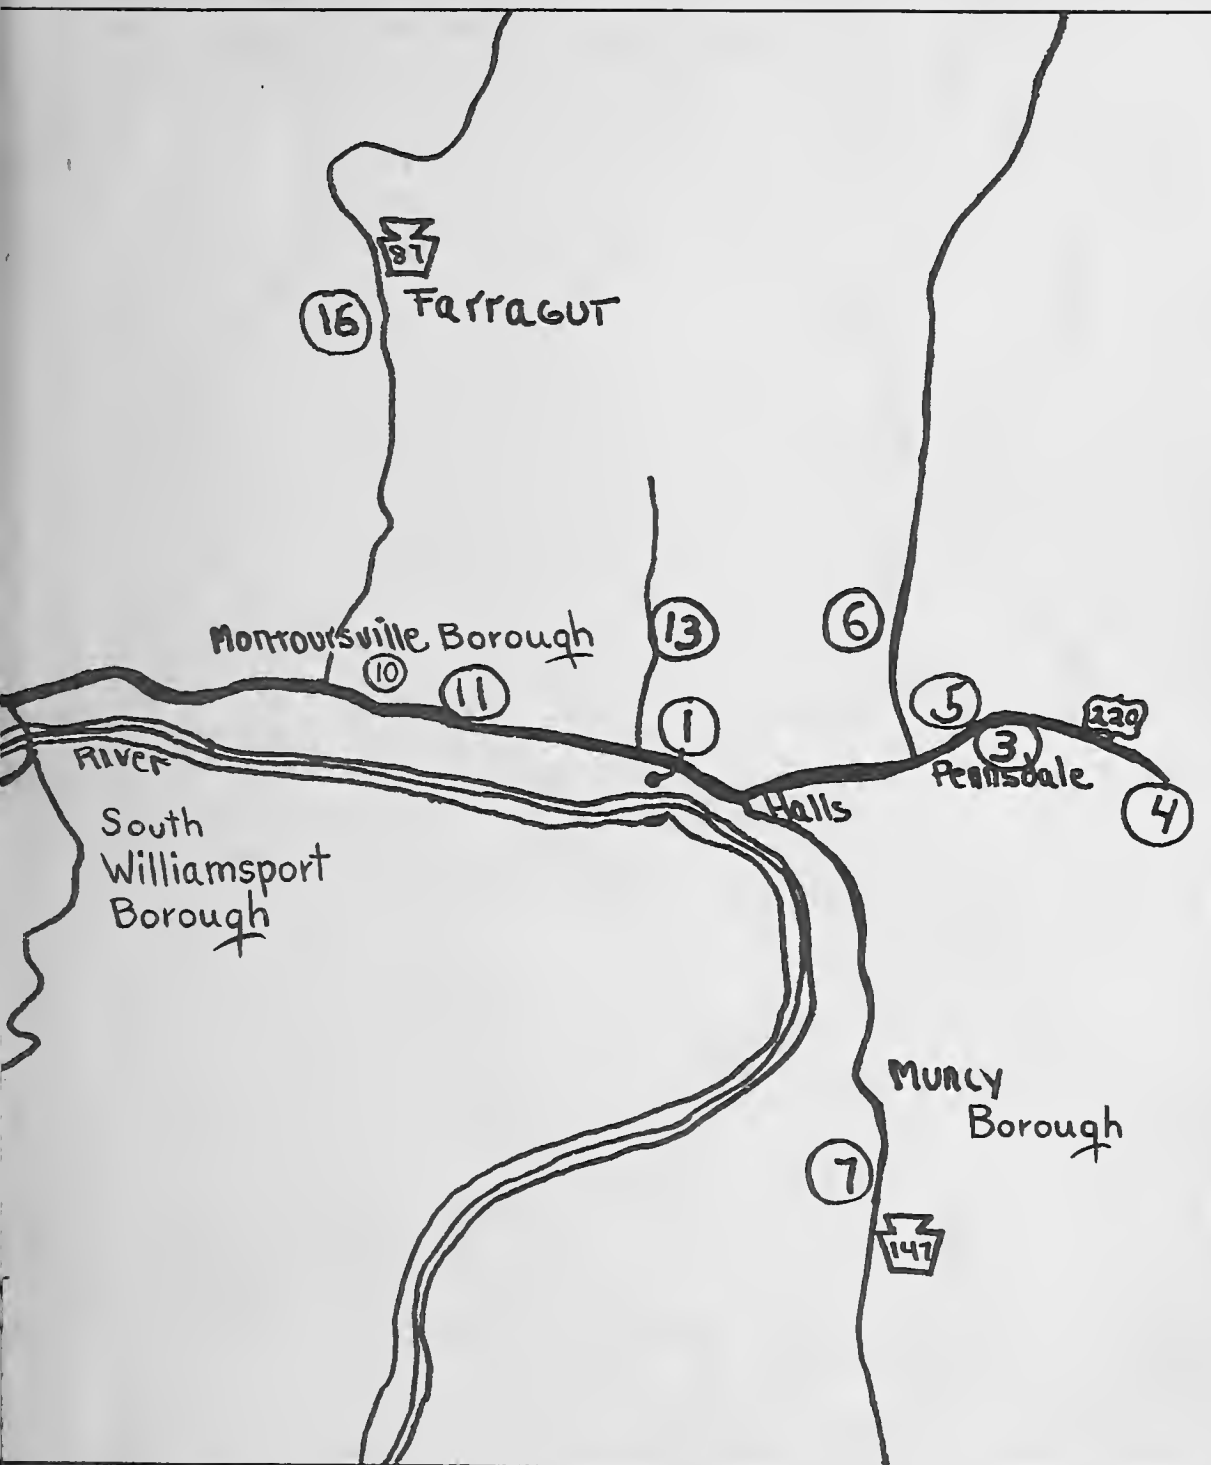 87
16
Farragut
Montoursville Borough
10
11
13
6
1
5
3
220
Pennsdale
4
Halls
River
South
Williamsport
Borough
Muncy
Borough
7
147